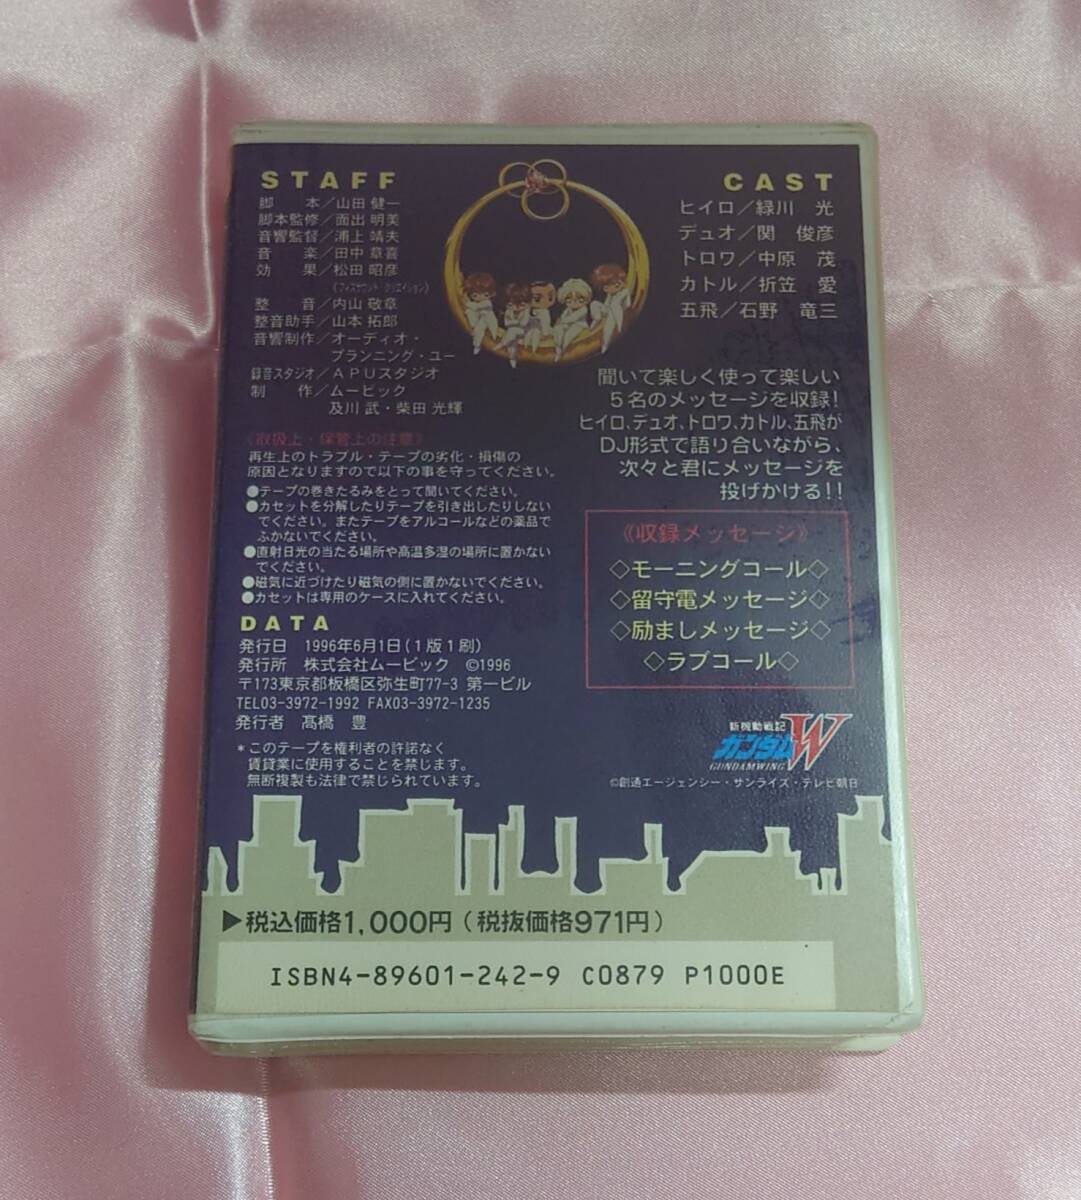 STAFF
脚　本／山田 健一
脚本監修／面出 明美
音響監督／浦上 靖夫
音　楽／田中 章喜
効　果／松田 昭彦
(フィズサウンド・クリエイション)
整　音／内山 敬章
整音助手／山本 拓郎
音響制作／オーディオ・
プランニング・ユー
録音スタジオ／APUスタジオ
制　作／ムービック
及川 武・柴田 光輝
《取扱上・保管上の注意》
再生上のトラブル・テープの劣化・損傷の
原因となりますので以下の事を守ってください。
●テープの巻きたるみをとって聞いてください。
●カセットを分解したりテープを引き出したりしない
でください。またテープをアルコールなどの薬品で
ふかないでください。
●直射日光の当たる場所や高温多湿の場所に置かない
でください。
●磁気に近づけたり磁気の側に置かないでください。
●カセットは専用のケースに入れてください。
DATA
発行日　1996年6月1日(1版1刷)
発行所　株式会社ムービック　©1996
〒173東京都板橋区弥生町77-3 第一ビル
TEL03-3972-1992 FAX03-3972-1235
発行者　髙橋　豊
＊このテープを権利者の許諾なく
賃貸業に使用することを禁じます。
無断複製も法律で禁じられています。
CAST
ヒイロ／緑川　光
デュオ／関　俊彦
トロワ／中原　茂
カトル／折笠　愛
五飛／石野　竜三
聞いて楽しく使って楽しい
5名のメッセージを収録!
ヒイロ、デュオ、トロワ、カトル、五飛が
DJ形式で語り合いながら、
次々と君にメッセージを
投げかける!!
《収録メッセージ》
◇モーニングコール◇
◇留守電メッセージ◇
◇励ましメッセージ◇
◇ラブコール◇
新機動戦記
ガンダムW
GUNDAM WING
©創通エージェンシー・サンライズ・テレビ朝日
▶税込価格1,000円(税抜価格971円)
ISBN4-89601-242-9 C0879 P1000E